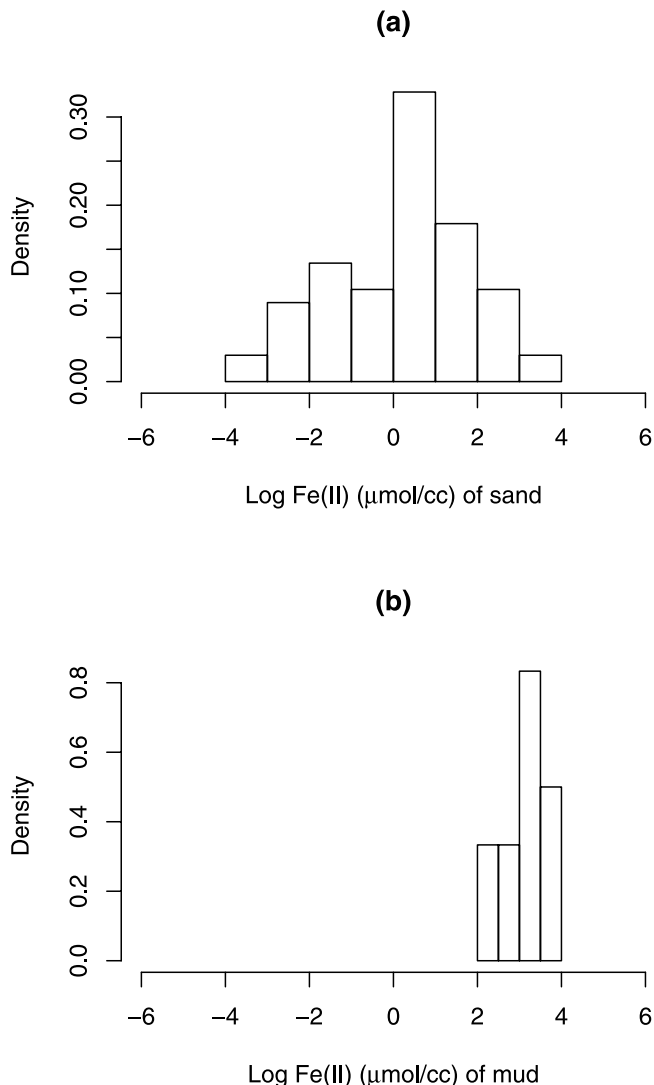 (a)
Density
0.30
0.20
0.10
0.00
−6 −4 −2 0 2 4 6
Log Fe(II) (μmol/cc) of sand
(b)
Density
0.8
0.6
0.4
0.2
0.0
−6 −4 −2 0 2 4 6
Log Fe(II) (μmol/cc) of mud